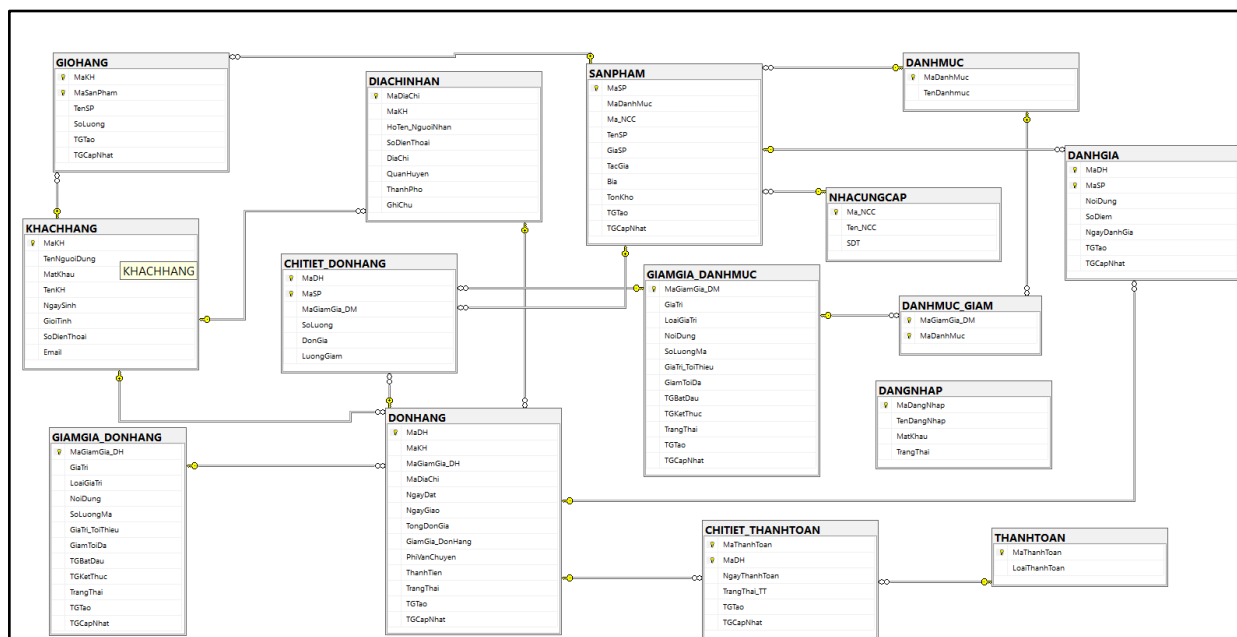 GIOHANG
MaKH
MaSanPham
TenSP
SoLuong
TGTao
TGCapNhat
DIACHINHAN
MaDiaChi
MaKH
HoTen_NguoiNhan
SoDienThoai
DiaChi
QuanHuyen
ThanhPho
GhiChu
SANPHAM
MaSP
MaDanhMuc
Ma_NCC
TenSP
GiaSP
TacGia
Bia
TonKho
TGTao
TGCapNhat
DANHMUC
MaDanhMuc
TenDanhmuc
DANHGIA
MaDH
MaSP
NoiDung
SoDiem
NgayDanhGia
TGTao
TGCapNhat
NHACUNGCAP
Ma_NCC
Ten_NCC
SDT
KHACHHANG
MaKH
TenNguoiDung
MatKhau
TenKH
NgaySinh
GioiTinh
SoDienThoai
Email
KHACHHANG
CHITIET_DONHANG
MaDH
MaSP
MaGiamGia_DM
SoLuong
DonGia
LuongGiam
GIAMGIA_DANHMUC
MaGiamGia_DM
GiaTri
LoaiGiaTri
NoiDung
SoLuongMa
GiaTri_ToiThieu
GiamToiDa
TGBatDau
TGKetThuc
TrangThai
TGTao
TGCapNhat
DANHMUC_GIAM
MaGiamGia_DM
MaDanhMuc
DANGNHAP
MaDangNhap
TenDangNhap
MatKhau
TrangThai
GIAMGIA_DONHANG
MaGiamGia_DH
GiaTri
LoaiGiaTri
NoiDung
SoLuongMa
GiaTri_ToiThieu
GiamToiDa
TGBatDau
TGKetThuc
TrangThai
TGTao
TGCapNhat
DONHANG
MaDH
MaKH
MaGiamGia_DH
MaDiaChi
NgayDat
NgayGiao
TongDonGia
GiamGia_DonHang
PhiVanChuyen
ThanhTien
TrangThai
TGTao
TGCapNhat
CHITIET_THANHTOAN
MaThanhToan
MaDH
NgayThanhToan
TrangThai_TT
TGTao
TGCapNhat
THANHTOAN
MaThanhToan
LoaiThanhToan